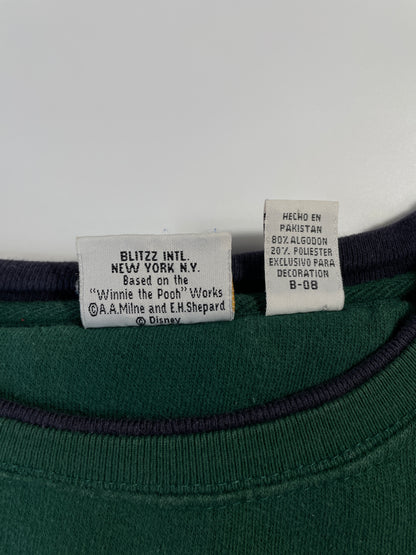 BLITZZ INTL.
NEW YORK N.Y.
Based on the
"Winnie the Pooh" Works
©A.A.Milne and E.H.Shepard
© Disney
HECHO EN
PAKISTAN
80% ALGODON
20% POLIESTER
EXCLUSIVO PARA
DECORATION
B-08